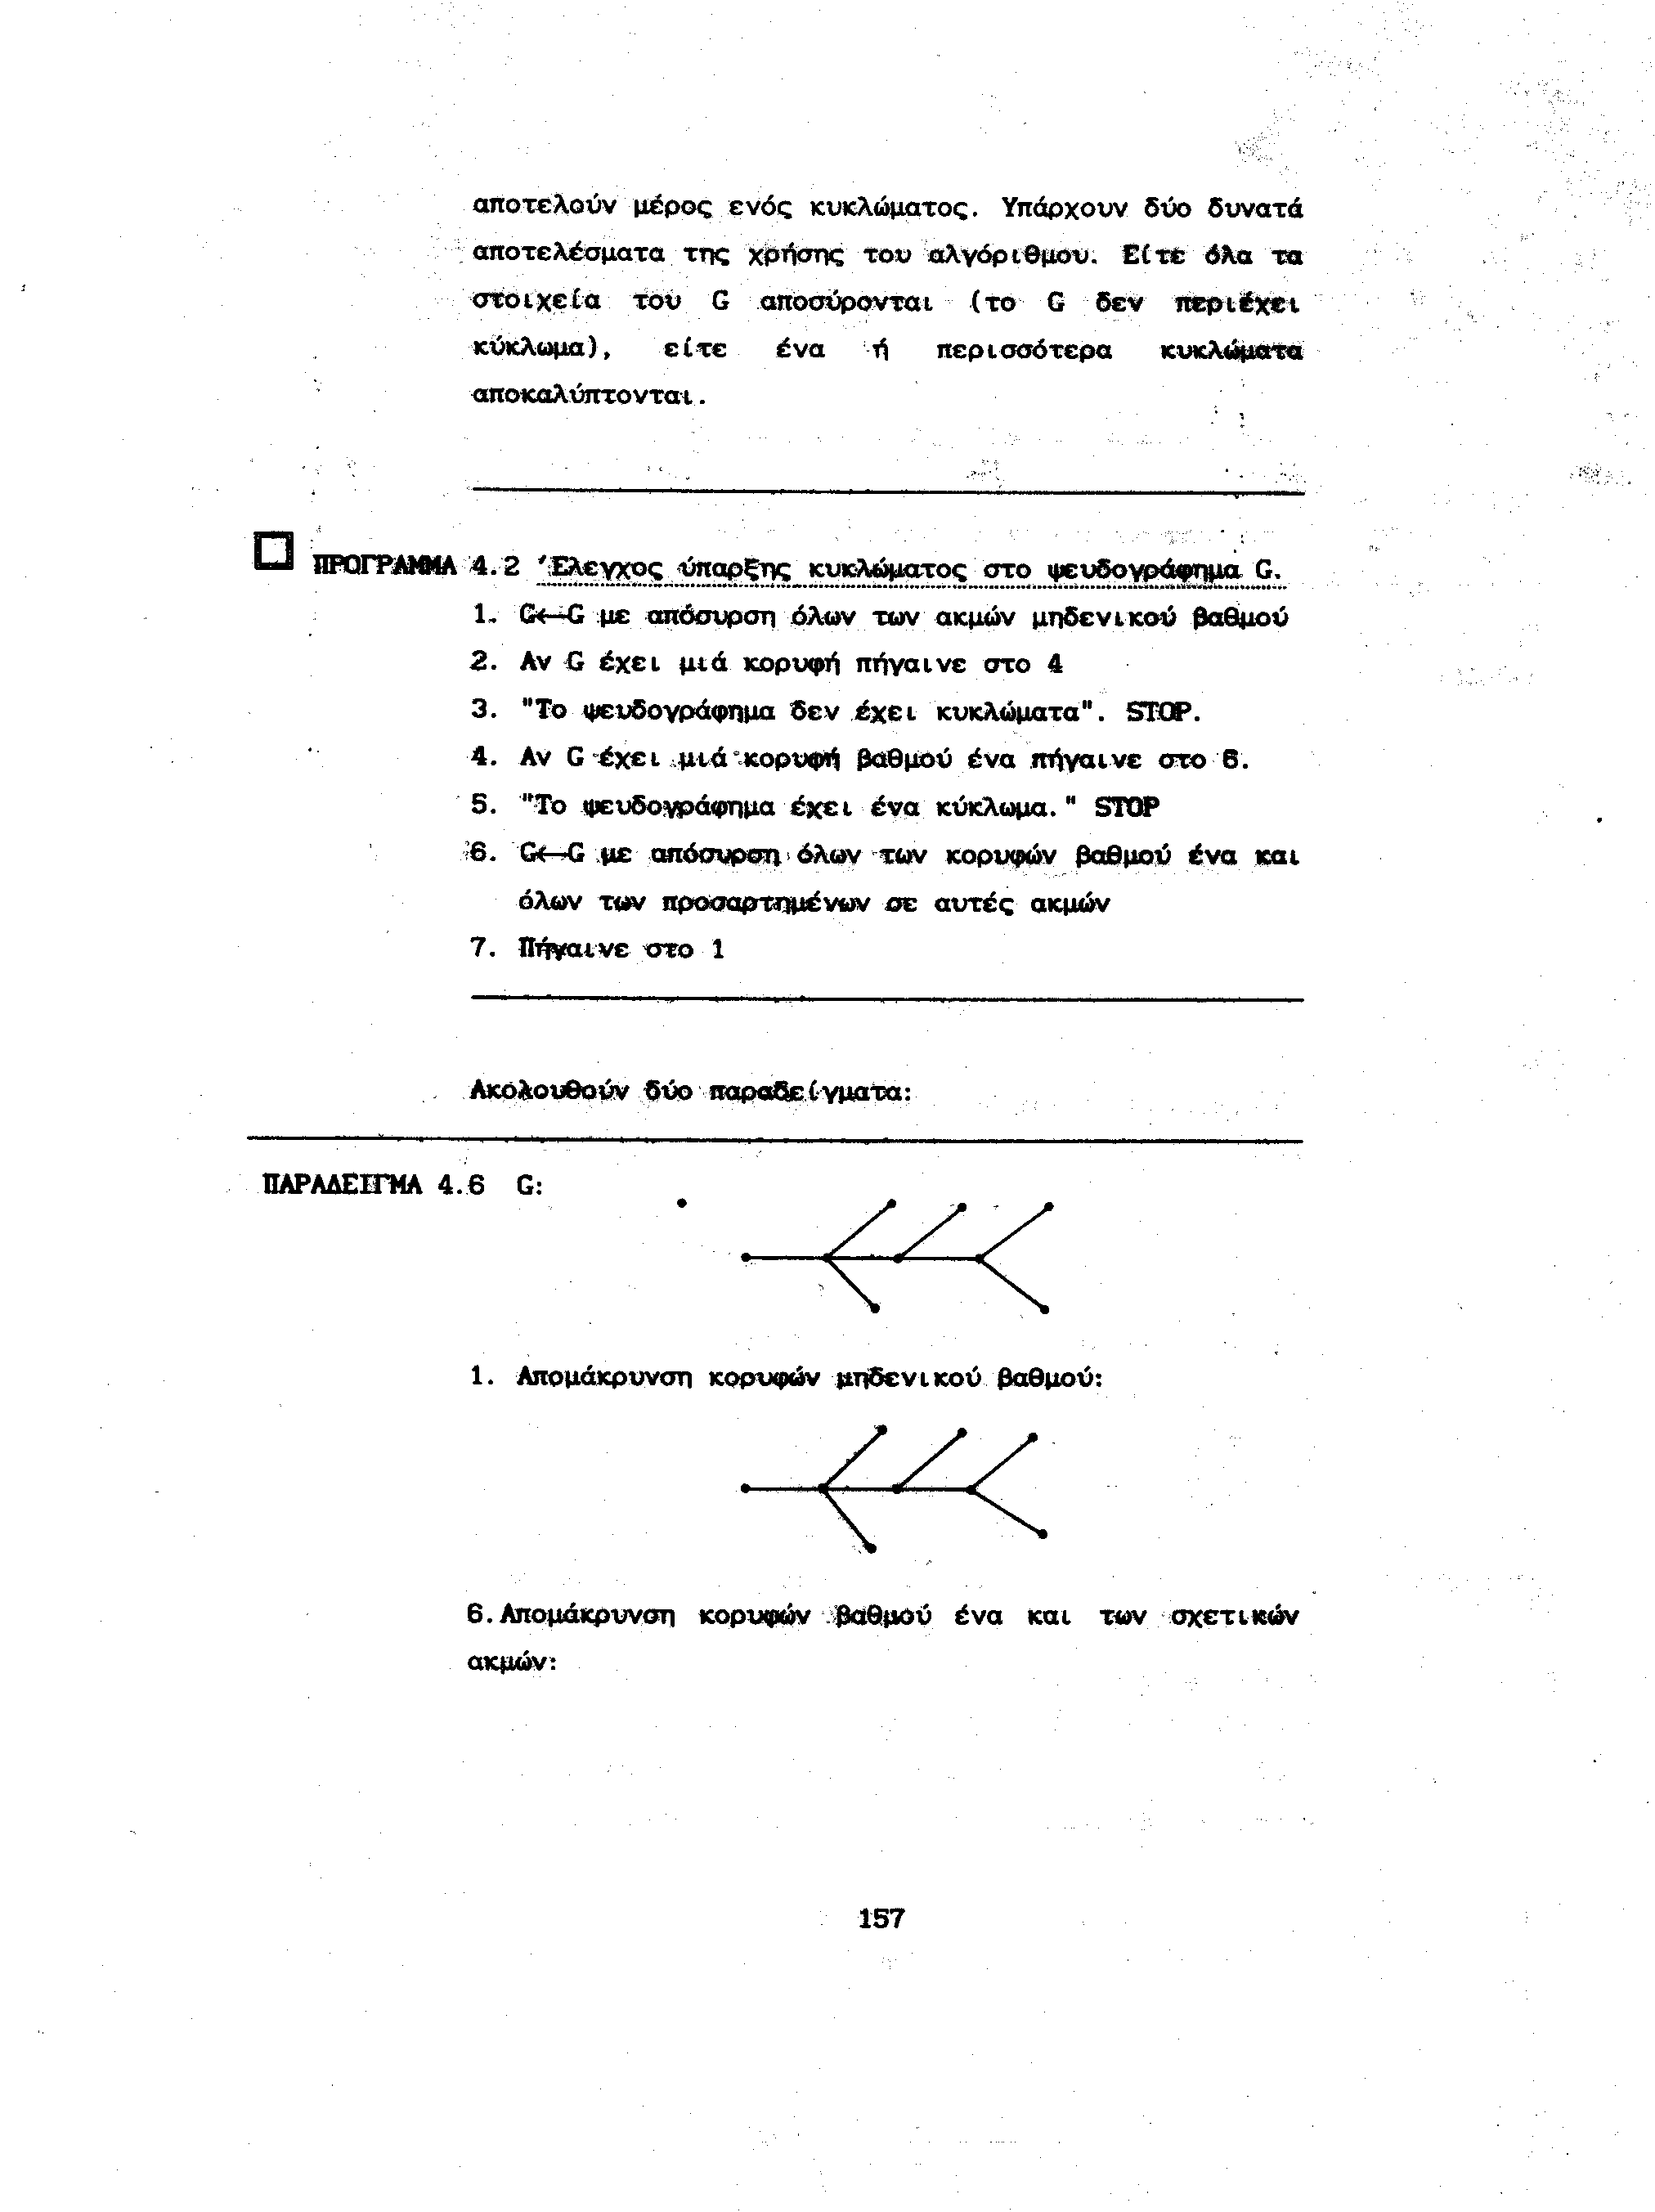 αποτελούν μέρος ενός κυκλώματος. Υπάρχουν δύο δυνατά
αποτελέσματα της χρήσης του αλγόριθμου. Είτε όλα τα
στοιχεία του G αποσύρονται (το G δεν περιέχει
κύκλωμα), είτε ένα ή περισσότερα κυκλώματα
αποκαλύπτονται.
ΠΡΟΓΡΑΜΜΑ 4.2 Έλεγχος ύπαρξης κυκλώματος στο ψευδογράφημα G.
1. G←G με απόσυρση όλων των ακμών μηδενικού βαθμού
2. Αν G έχει μιά κορυφή πήγαινε στο 4
3. "Το ψευδογράφημα δεν έχει κυκλώματα". STOP.
4. Αν G έχει μιά κορυφή βαθμού ένα πήγαινε στο 6.
5. "Το ψευδογράφημα έχει ένα κύκλωμα." STOP
6. G←G με απόσυρση όλων των κορυφών βαθμού ένα και
όλων των προσαρτημένων σε αυτές ακμών
7. Πήγαινε στο 1
Ακολουθούν δύο παραδείγματα:
ΠΑΡΑΔΕΙΓΜΑ 4.6 G:
1. Απομάκρυνση κορυφών μηδενικού βαθμού:
6. Απομάκρυνση κορυφών βαθμού ένα και των σχετικών
ακμών:
157